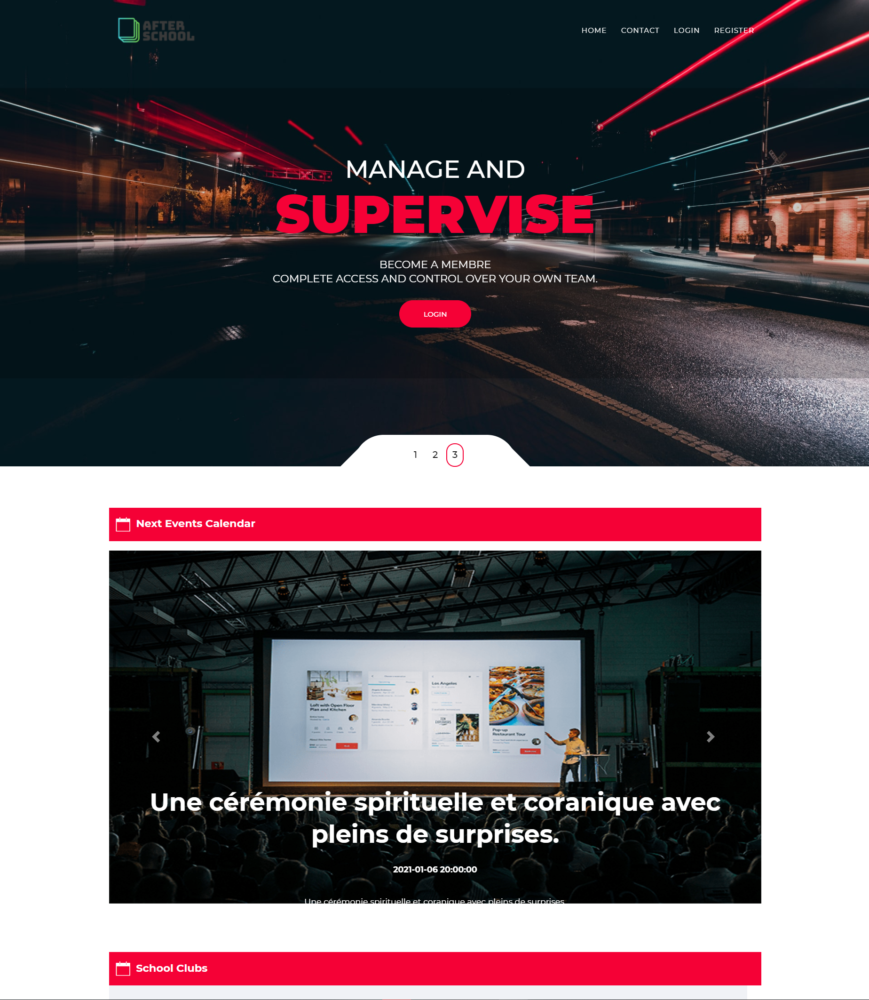 AFTER
SCHOOL
HOME CONTACT LOGIN REGISTER
MANAGE AND
SUPERVISE
BECOME A MEMBRE
COMPLETE ACCESS AND CONTROL OVER YOUR OWN TEAM.
LOGIN
1 2 3
Next Events Calendar
Los Angeles
Loft with Open Floor
Plan and Kitchen
Pop-up
Restaurant Tour
Une cérémonie spirituelle et coranique avec
pleins de surprises.
2021-01-06 20:00:00
Une cérémonie spirituelle et coranique avec pleins de surprises
School Clubs